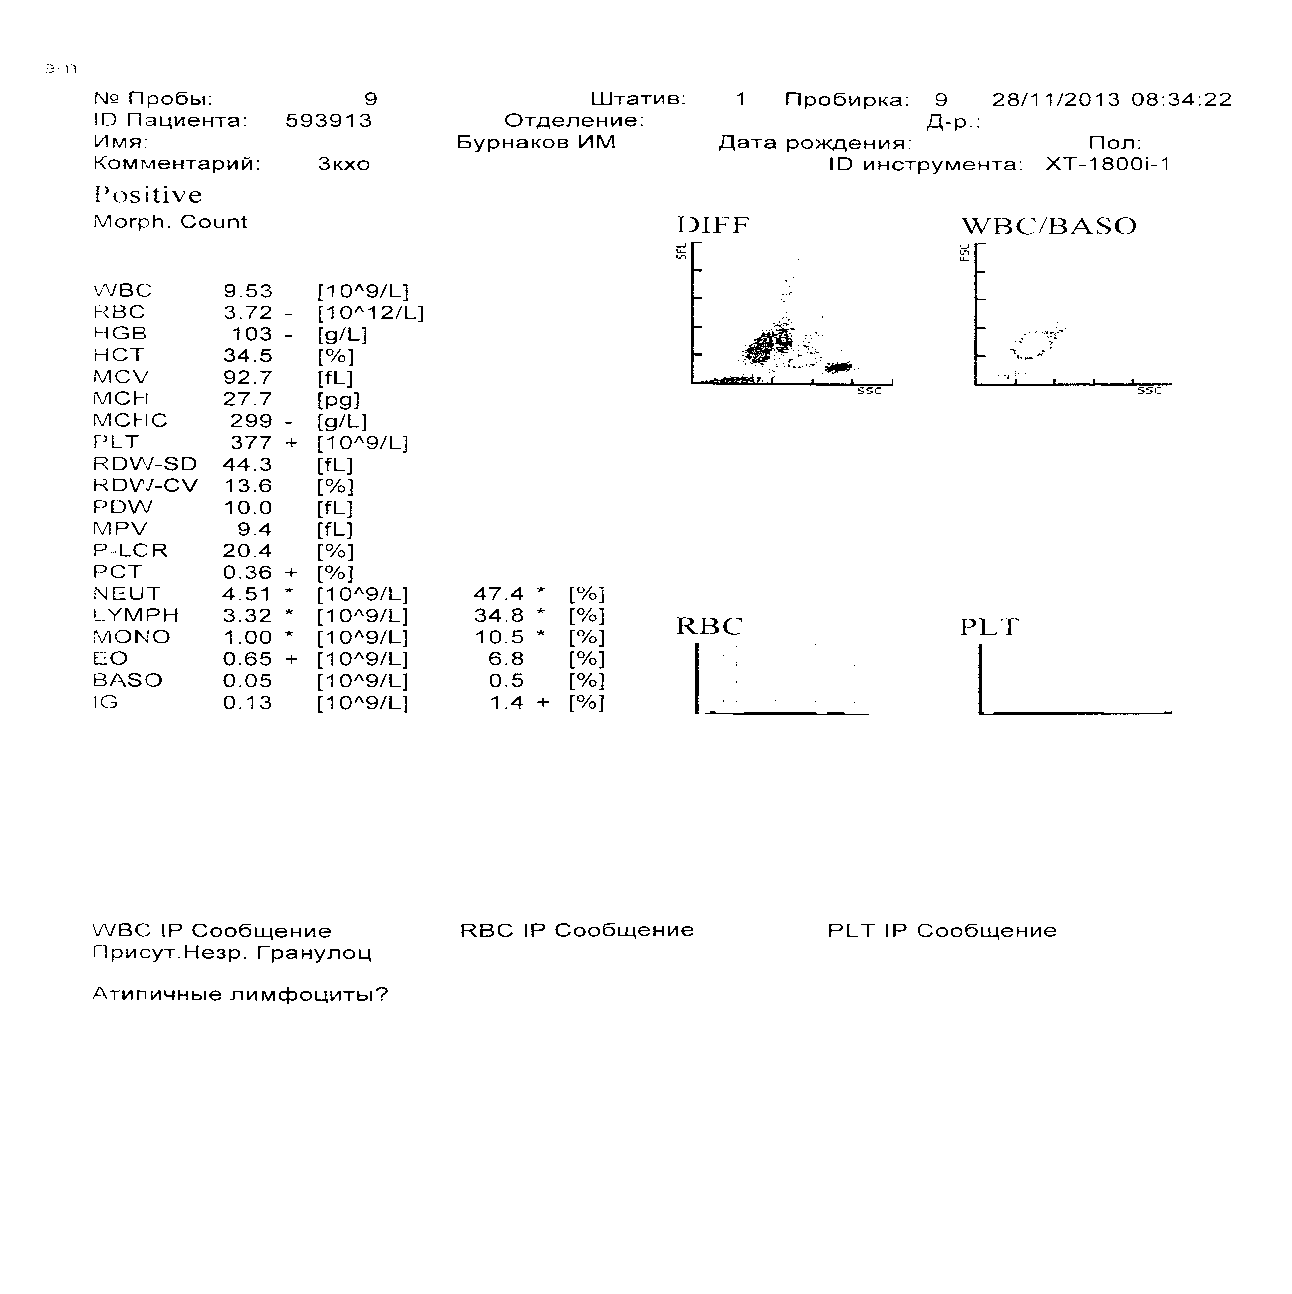 № Пробы: 9 Штатив: 1 Пробирка: 9 28/11/2013 08:34:22
ID Пациента: 593913 Отделение: Д-р.:
Имя: Бурнаков ИМ Дата рождения: Пол:
Комментарий: 3кхо ID инструмента: XT-1800i-1
Positive
Morph. Count
DIFF WBC/BASO
SFL FSC
WBC 9.53 [10^9/L]
RBC 3.72 - [10^12/L]
HGB 103 - [g/L]
HCT 34.5 [%]
MCV 92.7 [fL]
SSC SSC
MCH 27.7 [pg]
MCHC 299 - [g/L]
PLT 377 + [10^9/L]
RDW-SD 44.3 [fL]
RDW-CV 13.6 [%]
PDW 10.0 [fL]
MPV 9.4 [fL]
P-LCR 20.4 [%]
PCT 0.36 + [%]
NEUT 4.51 * [10^9/L] 47.4 * [%]
LYMPH 3.32 * [10^9/L] 34.8 * [%]
RBC PLT
MONO 1.00 * [10^9/L] 10.5 * [%]
EO 0.65 + [10^9/L] 6.8 [%]
BASO 0.05 [10^9/L] 0.5 [%]
IG 0.13 [10^9/L] 1.4 + [%]
WBC IP Сообщение RBC IP Сообщение PLT IP Сообщение
Присут.Незр. Гранулоц
Атипичные лимфоциты?